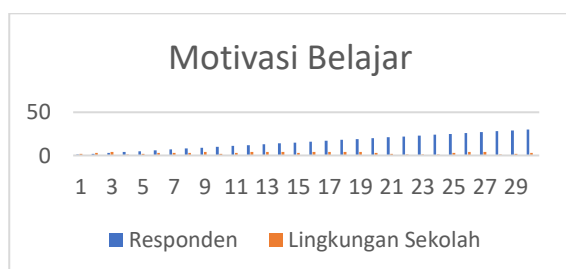 Motivasi Belajar
50
0
1 3 5 7 9 11 13 15 17 19 21 23 25 27 29
Responden Lingkungan Sekolah